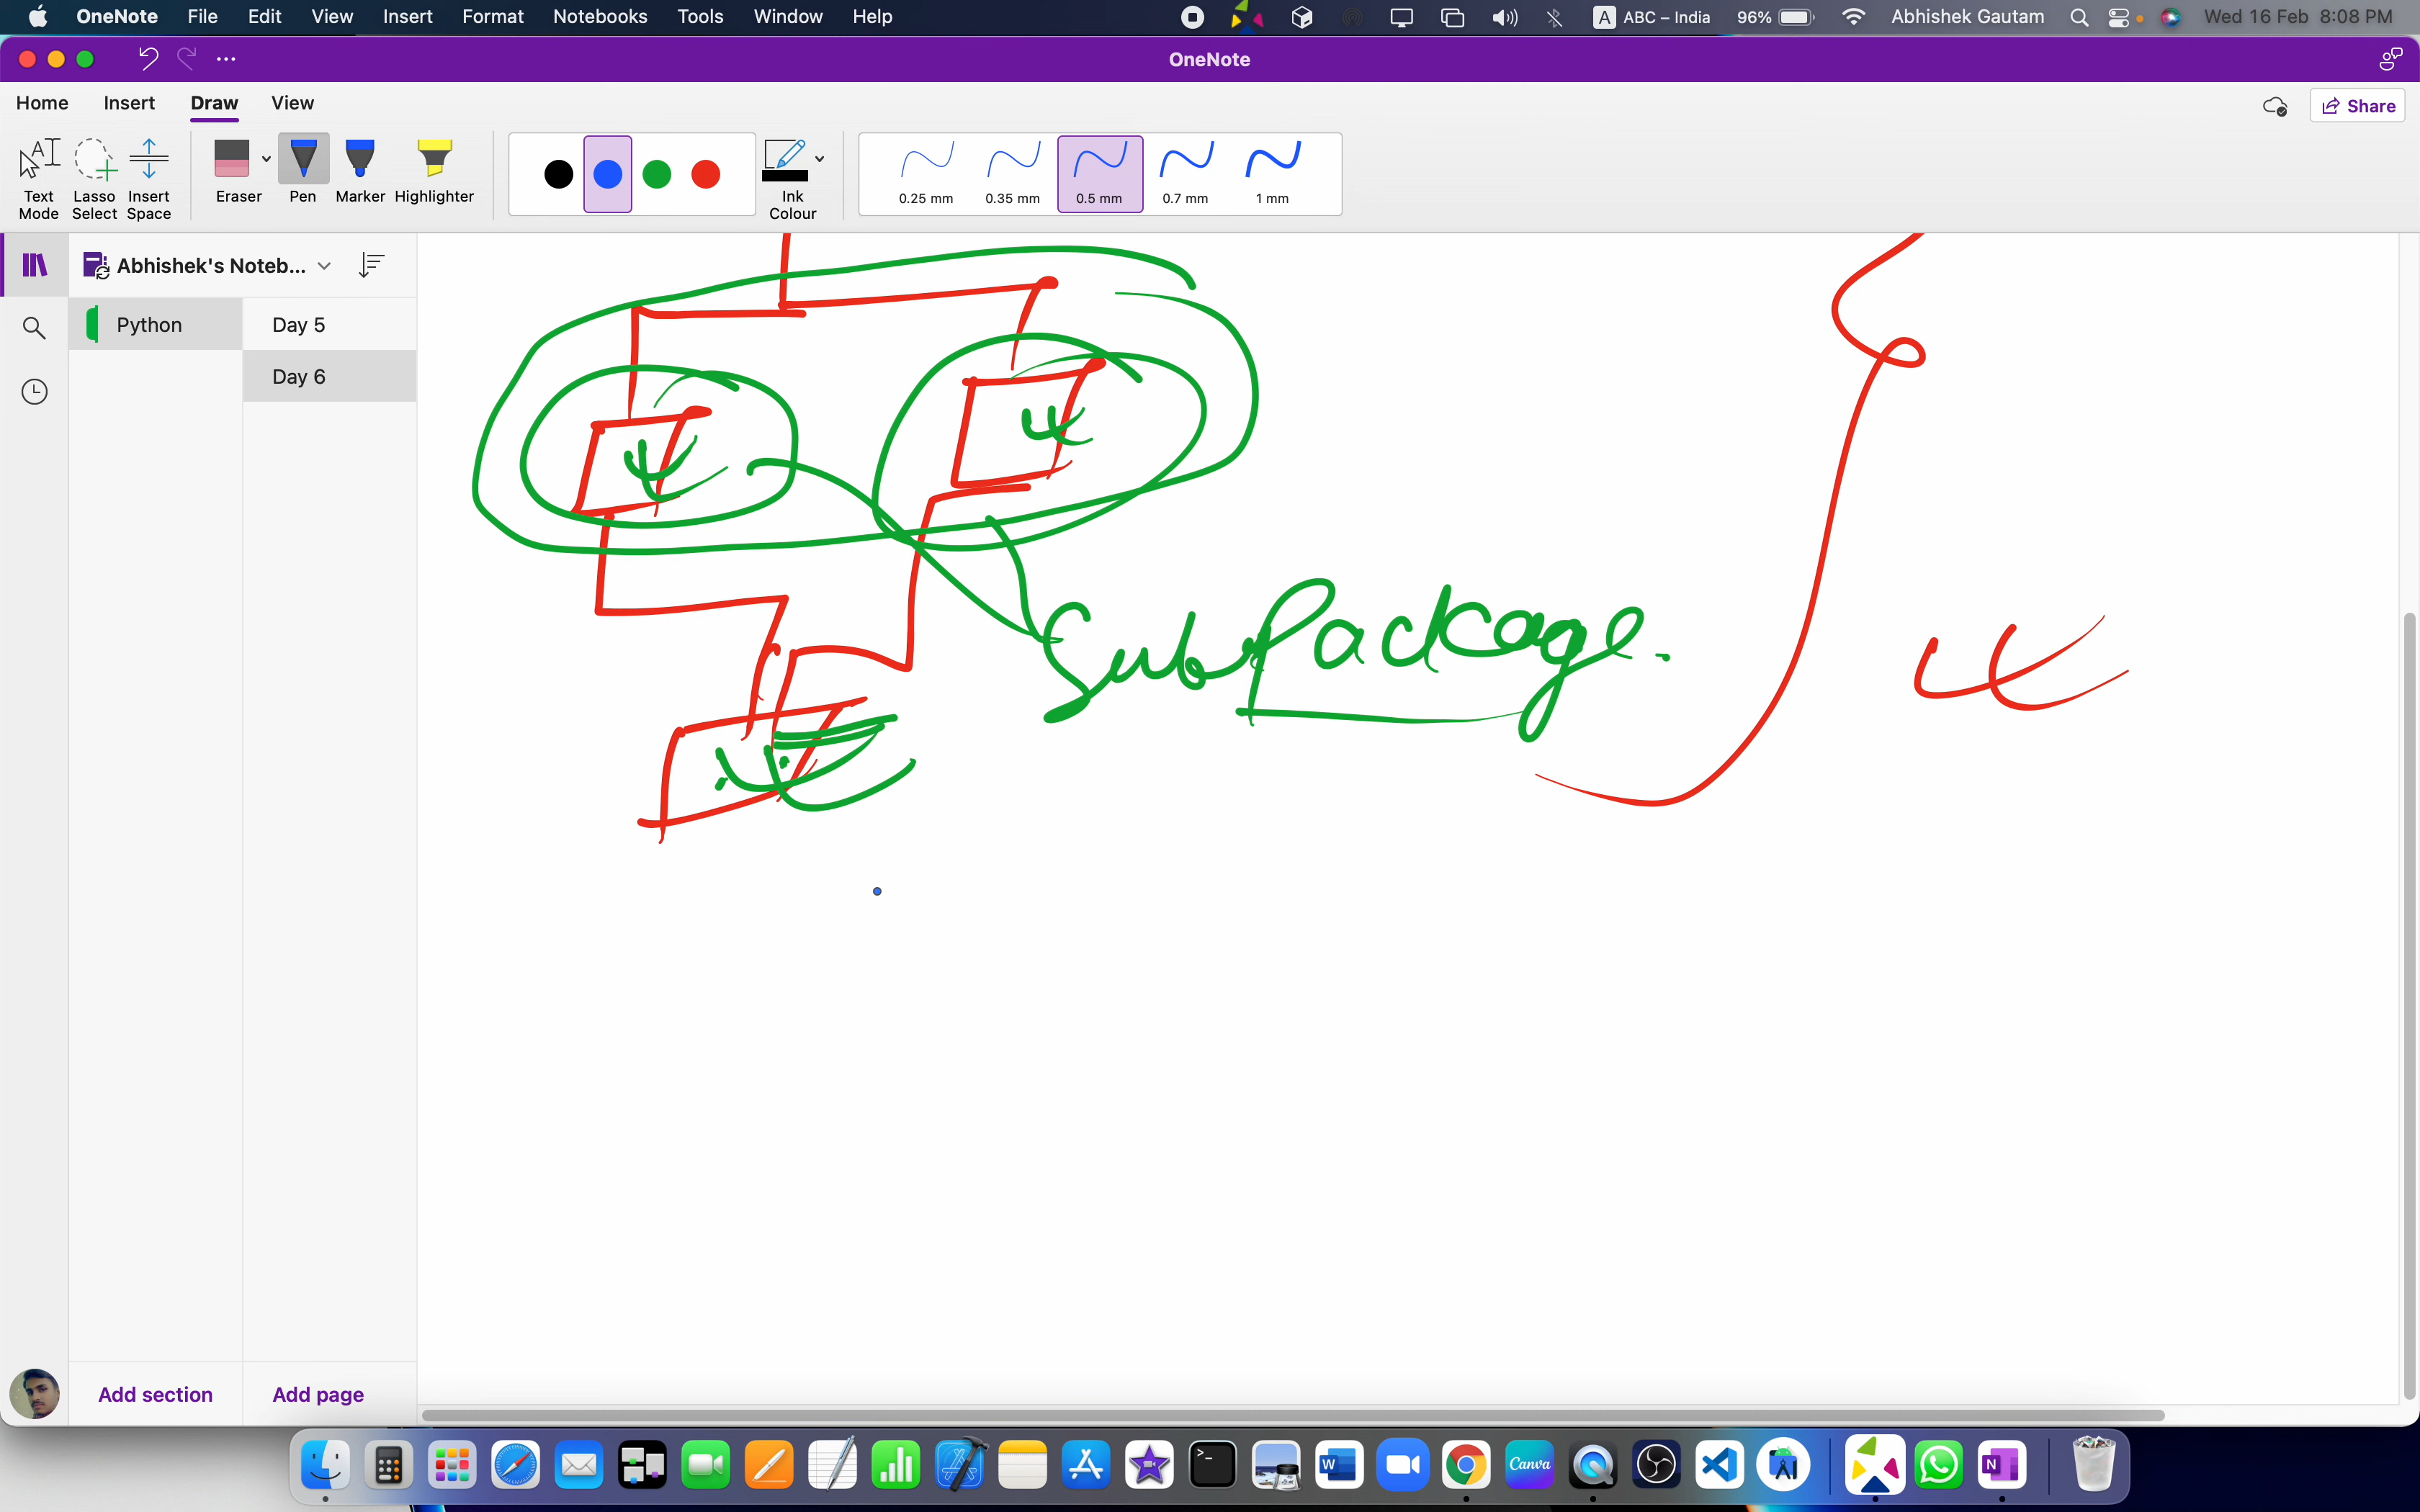 OneNote File Edit View Insert Format Notebooks Tools Window Help A ABC – India 96% Abhishek Gautam Wed 16 Feb 8:08 PM
OneNote
Home Insert Draw View Share
Text Mode Lasso Select Insert Space Eraser Pen Marker Highlighter Ink Colour 0.25 mm 0.35 mm 0.5 mm 0.7 mm 1 mm
Abhishek's Noteb...
Python Day 5
Day 6
SubPackage.
Add section Add page
Canva